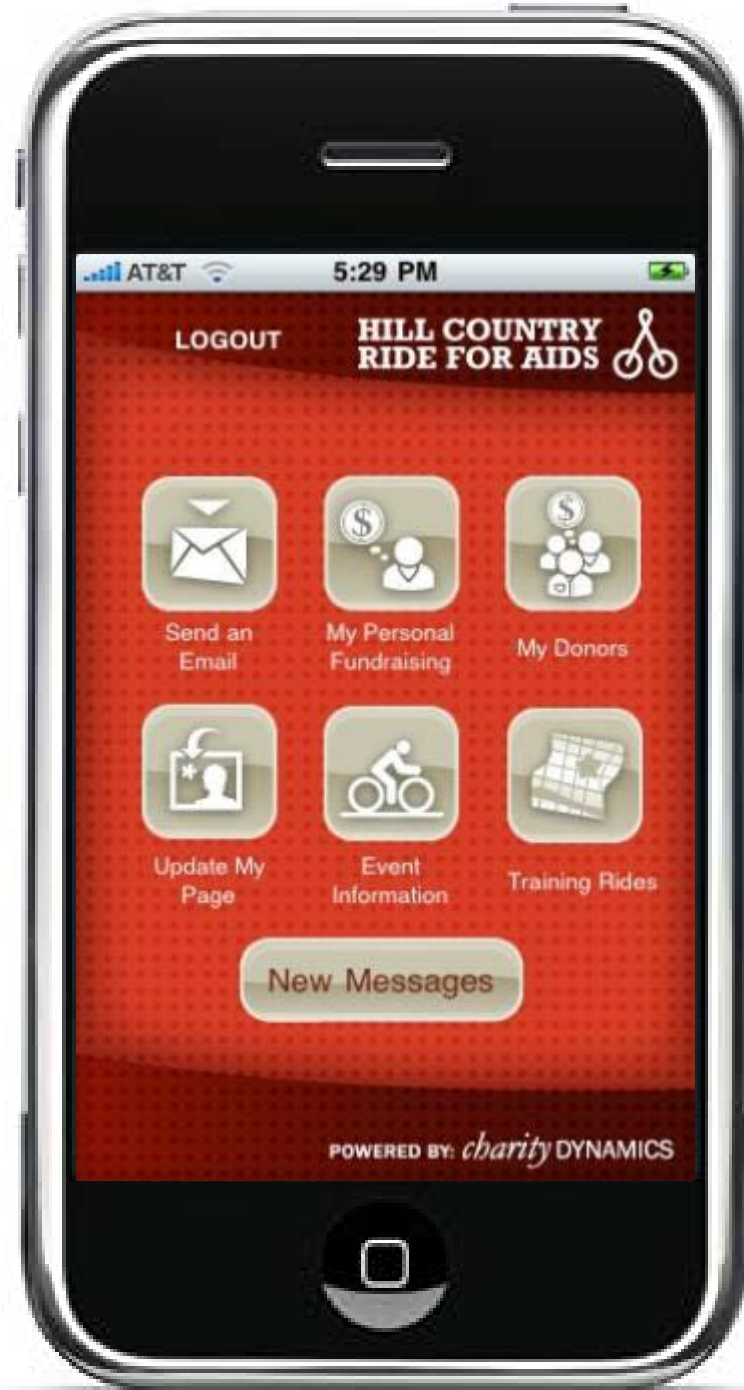 AT&T 5:29 PM
LOGOUT
HILL COUNTRY
RIDE FOR AIDS
$
$
Send an
Email
My Personal
Fundraising
My Donors
Update My
Page
Event
Information
Training Rides
New Messages
POWERED BY: charity DYNAMICS